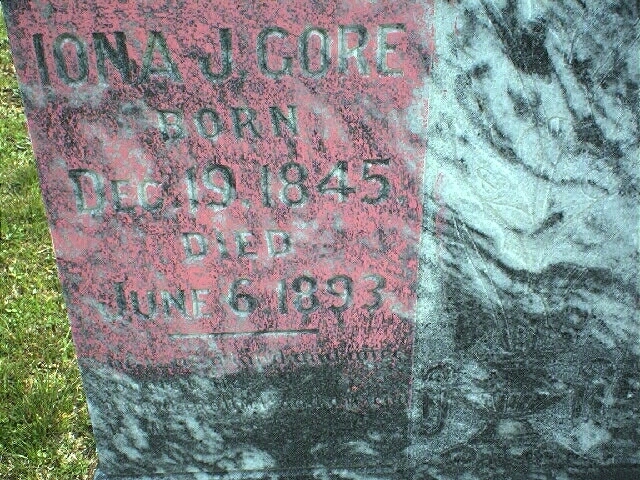 IONA J. GORE
BORN
DEC. 19. 1845
DIED
JUNE 6 1893